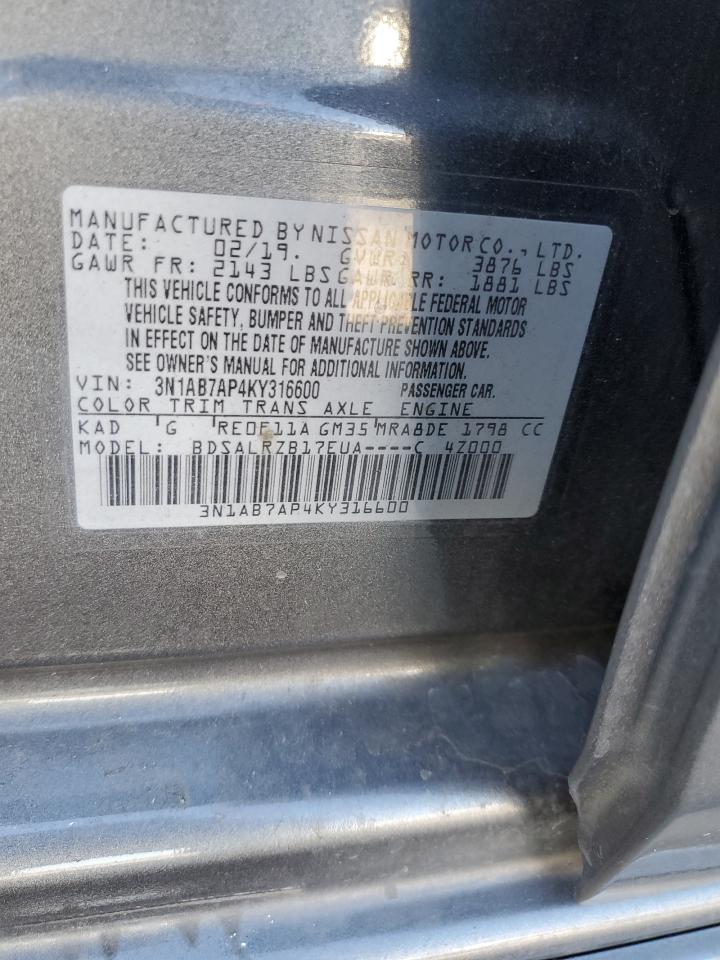 MANUFACTURED BY NISSAN MOTOR CO., LTD.
DATE: 02/19. GVWR: 3876 LBS
GAWR FR: 2143 LBS GAWR RR: 1881 LBS
THIS VEHICLE CONFORMS TO ALL APPLICABLE FEDERAL MOTOR
VEHICLE SAFETY, BUMPER AND THEFT PREVENTION STANDARDS
IN EFFECT ON THE DATE OF MANUFACTURE SHOWN ABOVE.
SEE OWNER'S MANUAL FOR ADDITIONAL INFORMATION.
VIN: 3N1AB7AP4KY316600 PASSENGER CAR.
COLOR TRIM TRANS AXLE ENGINE
KAD G RE0F11A GM35 MRA8DE 1798 CC
MODEL: BDSALRZB17EUA----C 4Z000
3N1AB7AP4KY316600